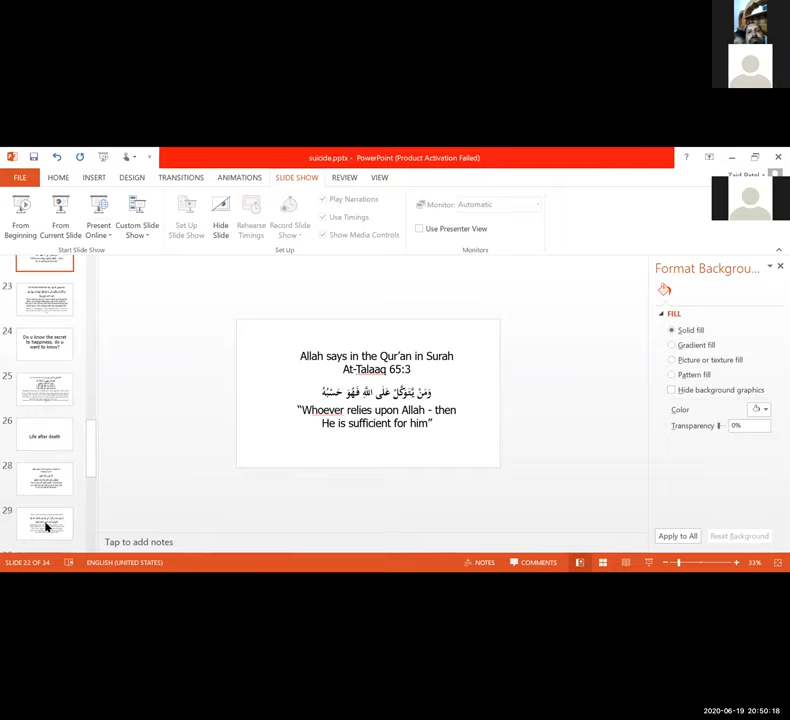 suicide.pptx - PowerPoint (Product Activation Failed)
FILE HOME INSERT DESIGN TRANSITIONS ANIMATIONS SLIDE SHOW REVIEW VIEW
Zaid Patel
From Beginning
From Current Slide
Present Online
Custom Slide Show
Set Up Slide Show
Hide Slide
Rehearse Timings
Record Slide Show
Play Narrations
Use Timings
Show Media Controls
Monitor: Automatic
Use Presenter View
Start Slide Show
Set Up
Monitors
23
24
Do u know the secret
to happiness, do u
want to know?
25
26
Life after death
28
29
Allah says in the Qur'an in Surah
At-Talaaq 65:3
وَمَنْ يَّتَوَكَّلْ عَلَى اللَّهِ فَهُوَ حَسْبُهُ
"Whoever relies upon Allah - then
He is sufficient for him"
Format Backgrou...
FILL
Solid fill
Gradient fill
Picture or texture fill
Pattern fill
Hide background graphics
Color
Transparency 0%
Apply to All Reset Background
Tap to add notes
SLIDE 22 OF 34 ENGLISH (UNITED STATES) NOTES COMMENTS 33%
2020-06-19 20:50:18